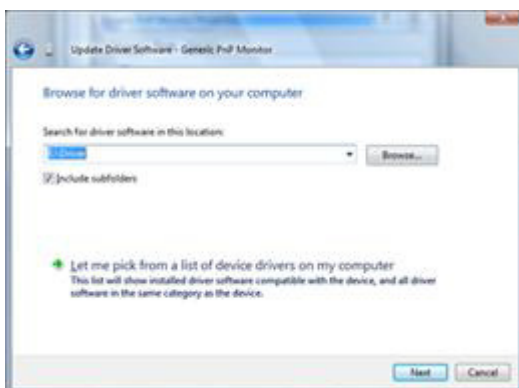 Update Driver Software - Generic PnP Monitor
Browse for driver software on your computer
Search for driver software in this location:
Browse...
Include subfolders
Let me pick from a list of device drivers on my computer
This list will show installed driver software compatible with the device, and all driver
software in the same category as the device.
Next
Cancel